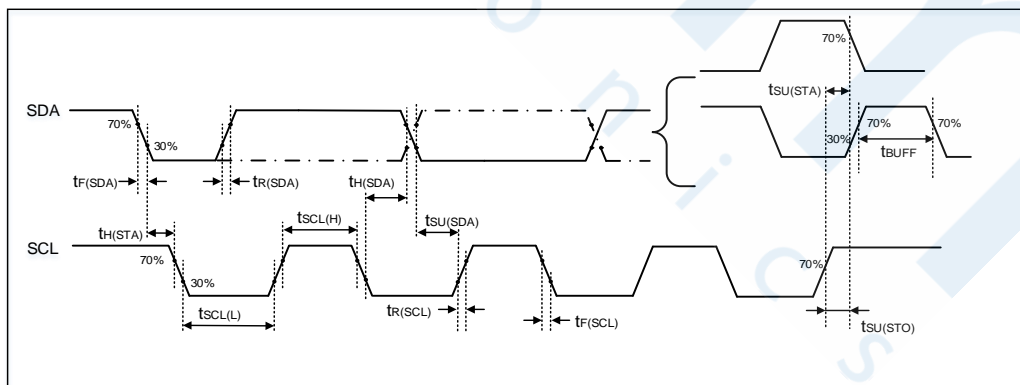 70%
tSU(STA)
SDA
70%
30%
30%
70%
70%
tBUFF
tF(SDA)
tR(SDA)
tH(SDA)
tSCL(H)
tSU(SDA)
tH(STA)
SCL
70%
30%
70%
tSCL(L)
tR(SCL)
tF(SCL)
tSU(STO)
o n i c s